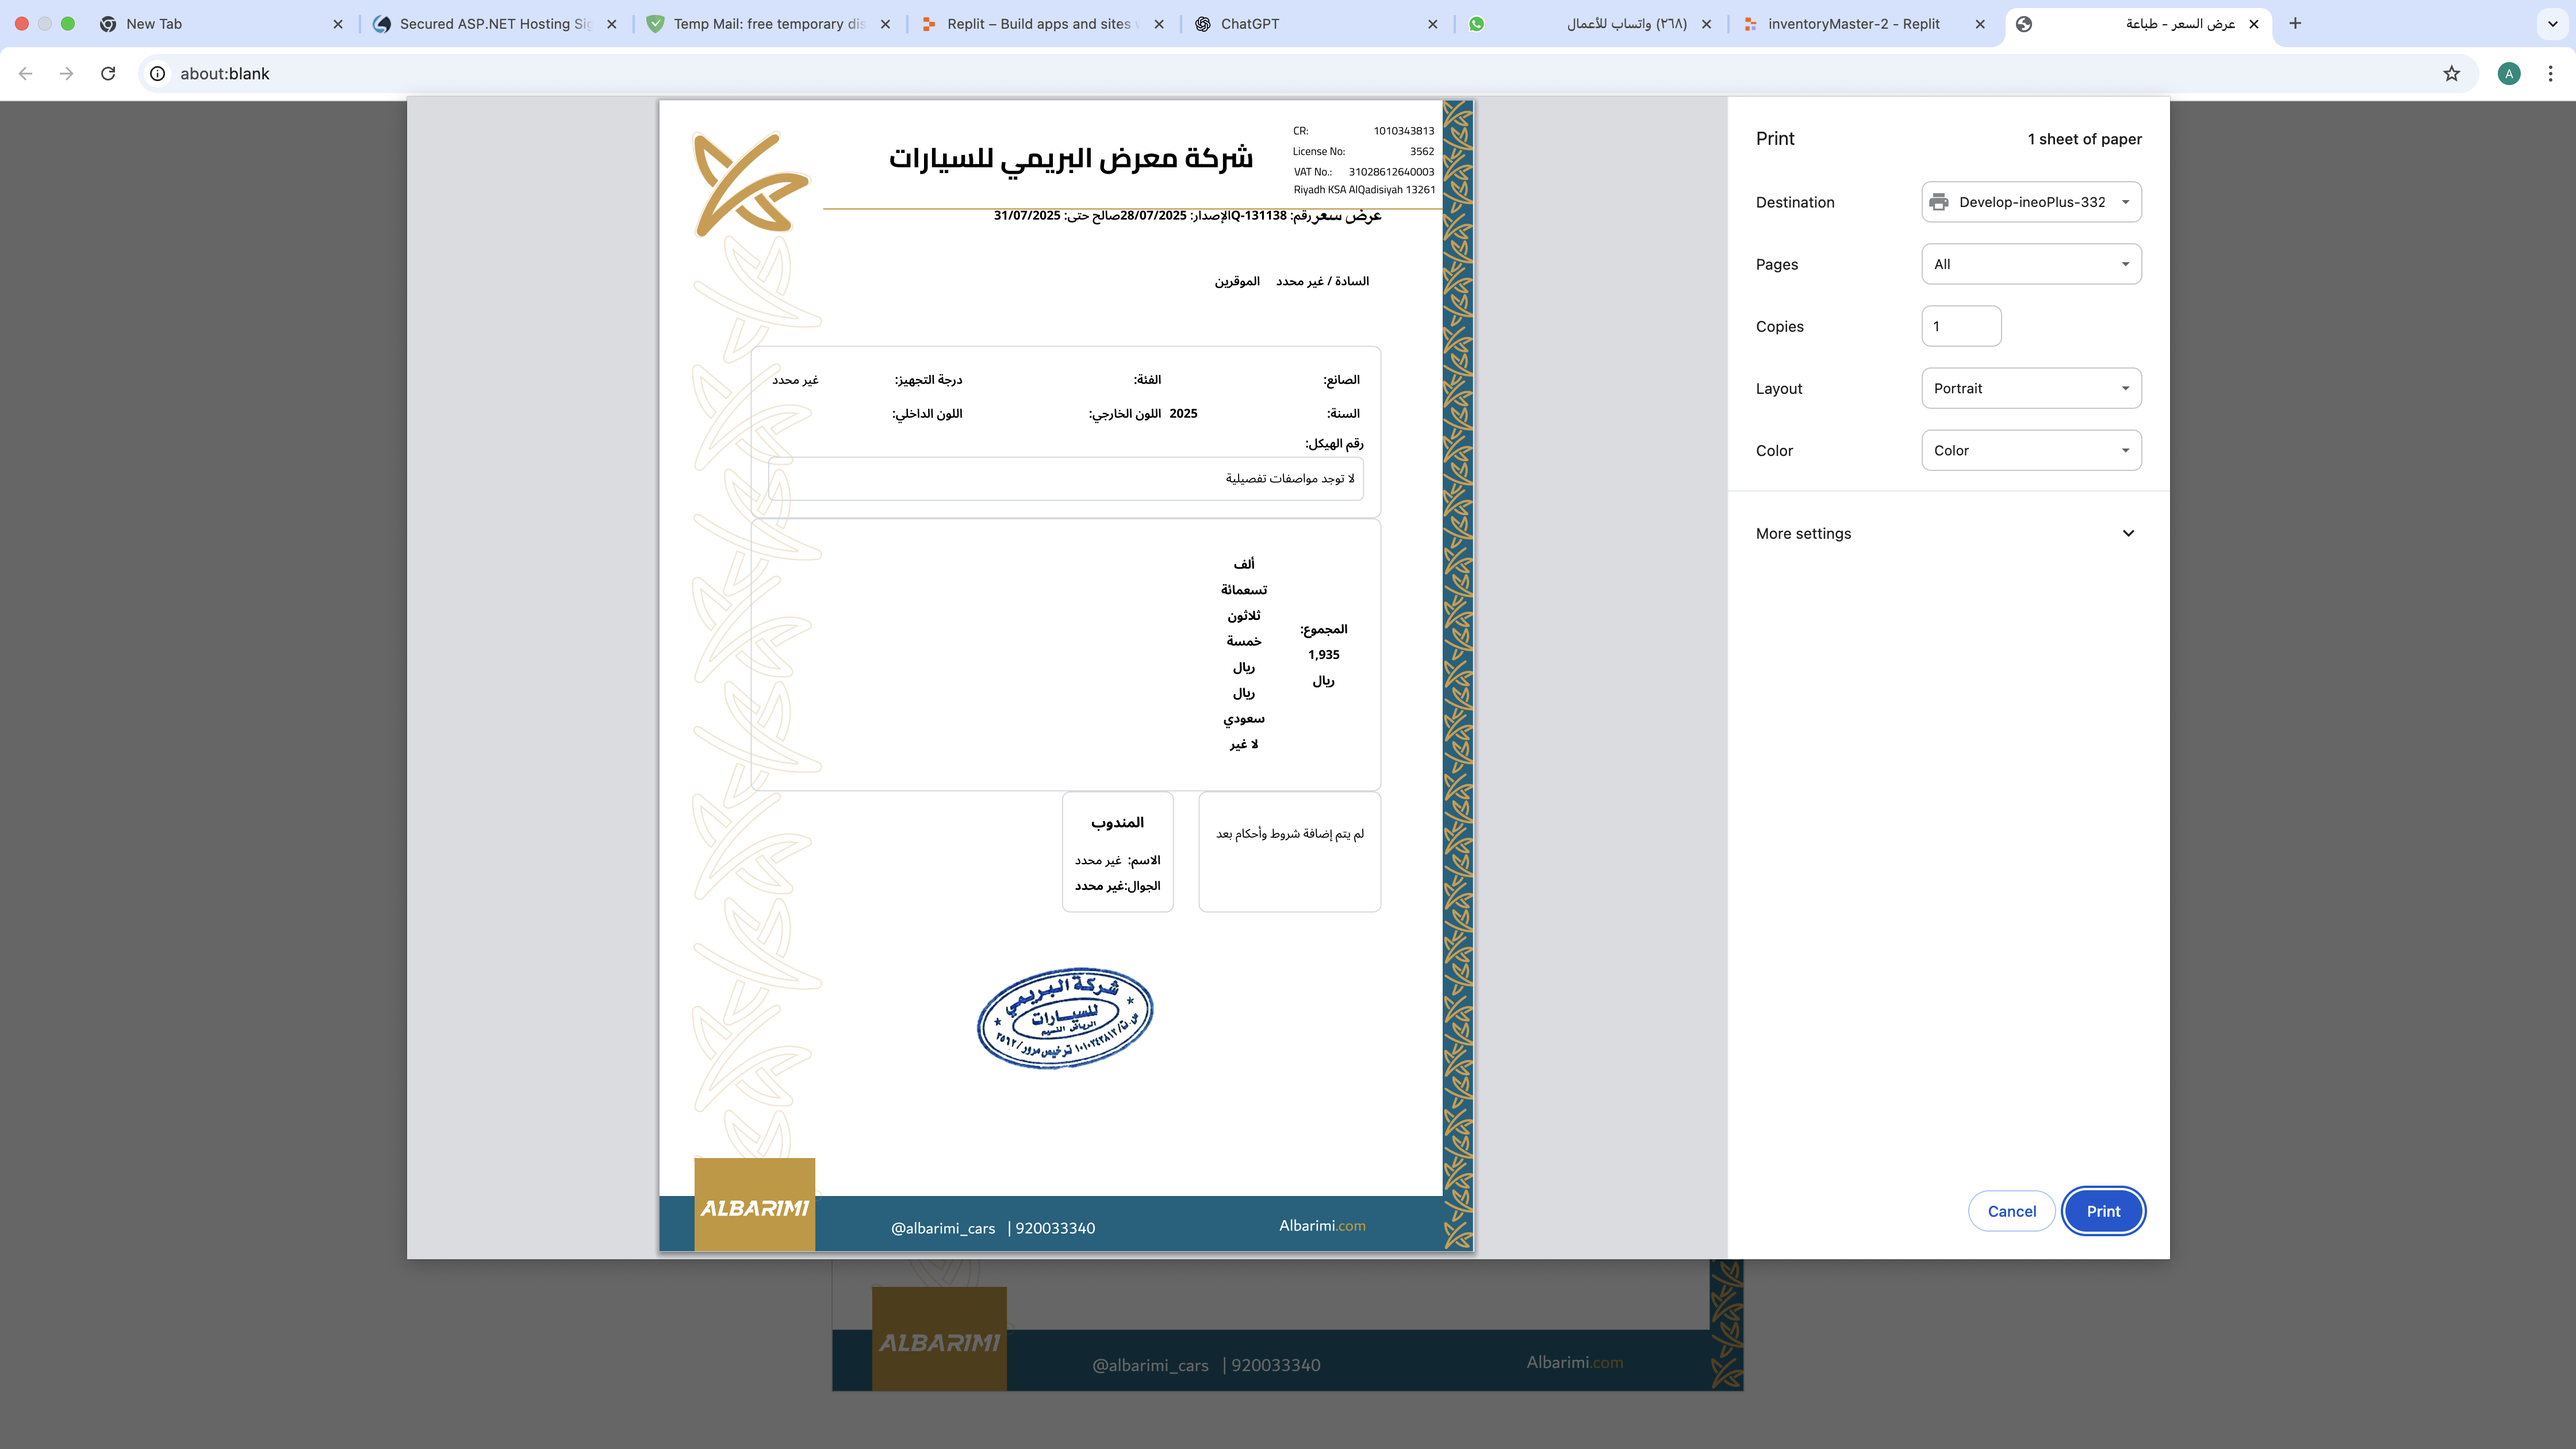 New Tab
Secured ASP.NET Hosting Sig
Temp Mail: free temporary dis
Replit – Build apps and sites
ChatGPT
(٢٦٨) واتساب للأعمال
inventoryMaster-2 - Replit
عرض السعر - طباعة
about:blank
A
شركة معرض البريمي للسيارات
CR: 1010343813
License No: 3562
VAT No.: 31028612640003
Riyadh KSA AlQadisiyah 13261
عرض سعر رقم: Q-131138الإصدار: 28/07/2025صالح حتى: 31/07/2025
السادة / غير محدد الموقرين
الصانع: الفئة: درجة التجهيز: غير محدد
السنة: 2025 اللون الخارجي: اللون الداخلي:
رقم الهيكل:
لا توجد مواصفات تفصيلية
المجموع:
1,935
ريال
ألف
تسعمائة
ثلاثون
خمسة
ريال
ريال
سعودي
لا غير
لم يتم إضافة شروط وأحكام بعد
المندوب
الاسم: غير محدد
الجوال:غير محدد
شركة البريمي
للسيارات
الرياض النسيم
س.ت/ ١٠١٠٣٤٣٨١٣ ترخيص مرور / ٣٥٦٢
ALBARIMI
@albarimi_cars | 920033340
Albarimi.com
Print
1 sheet of paper
Destination
Develop-ineoPlus-332
Pages
All
Copies
1
Layout
Portrait
Color
Color
More settings
Cancel
Print
ALBARIMI
@albarimi_cars | 920033340
Albarimi.com